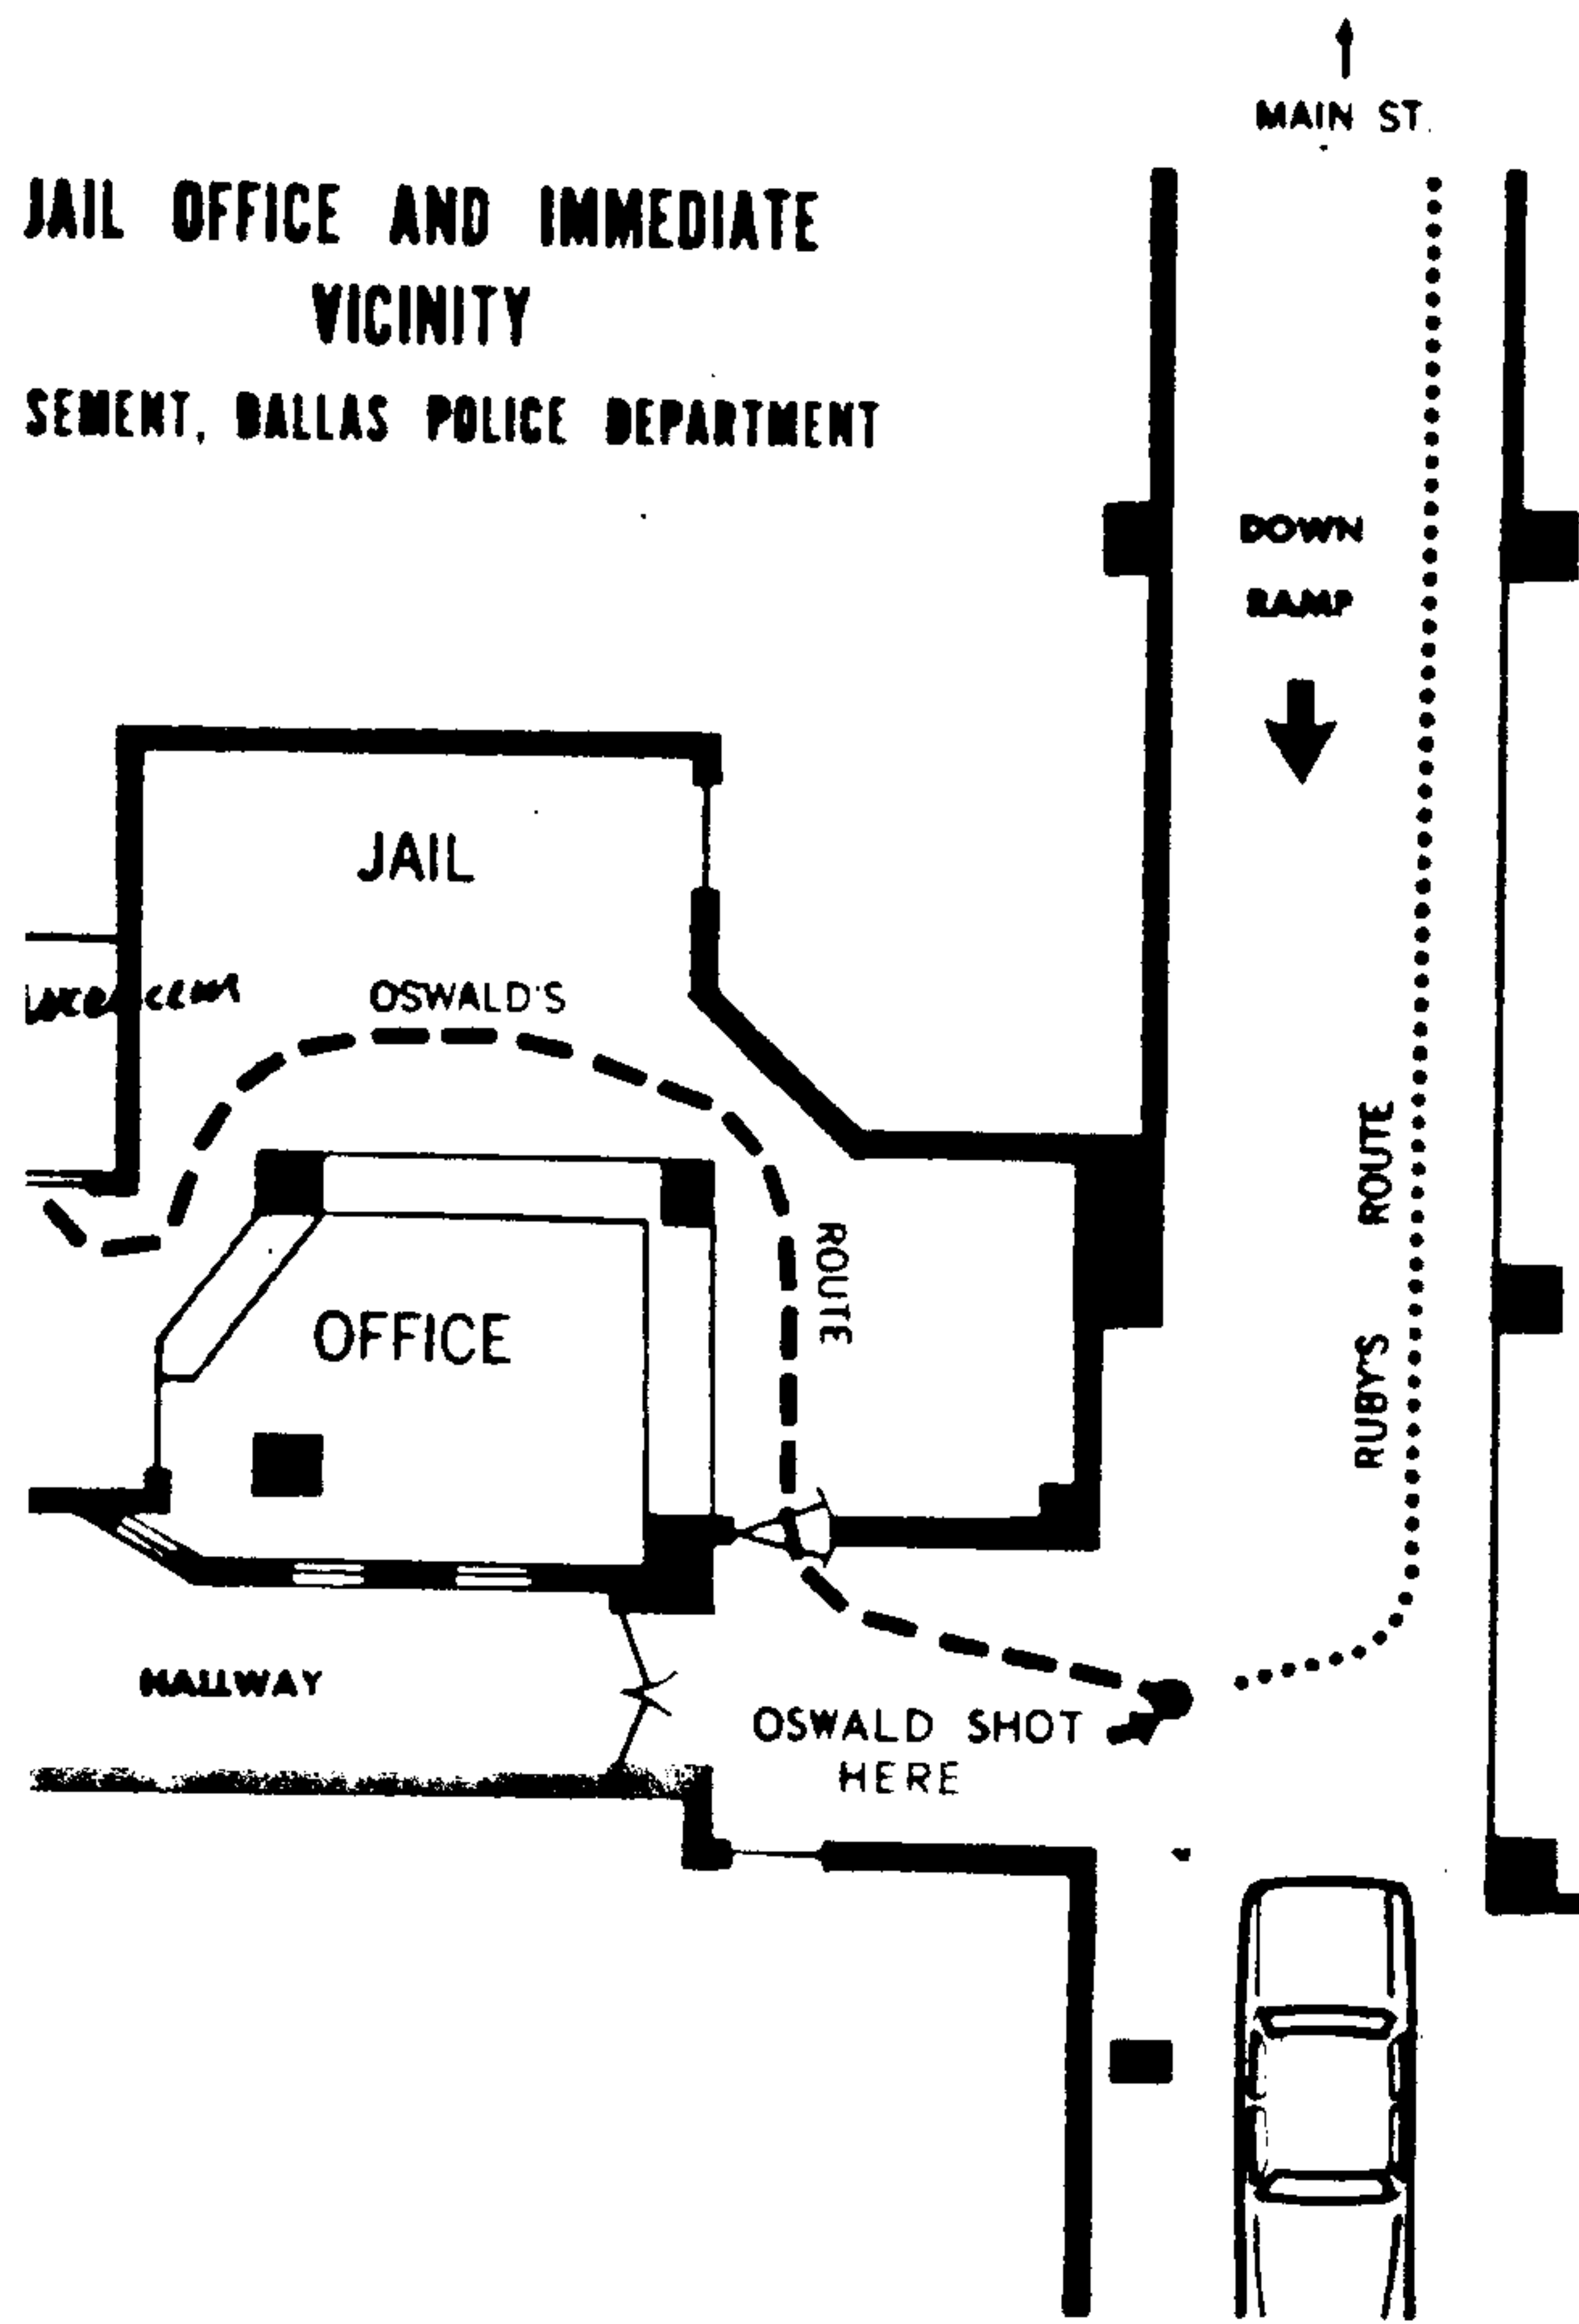 MAIN ST.
JAIL OFFICE AND IMMEDIATE
VICINITY
SEMENT, DALLAS POLICE DEPARTMENT
DOWN
RAMP
JAIL
OSWALD'S
ROUTE
OFFICE
RUBY'S ROUTE
HALLWAY
OSWALD SHOT
HERE